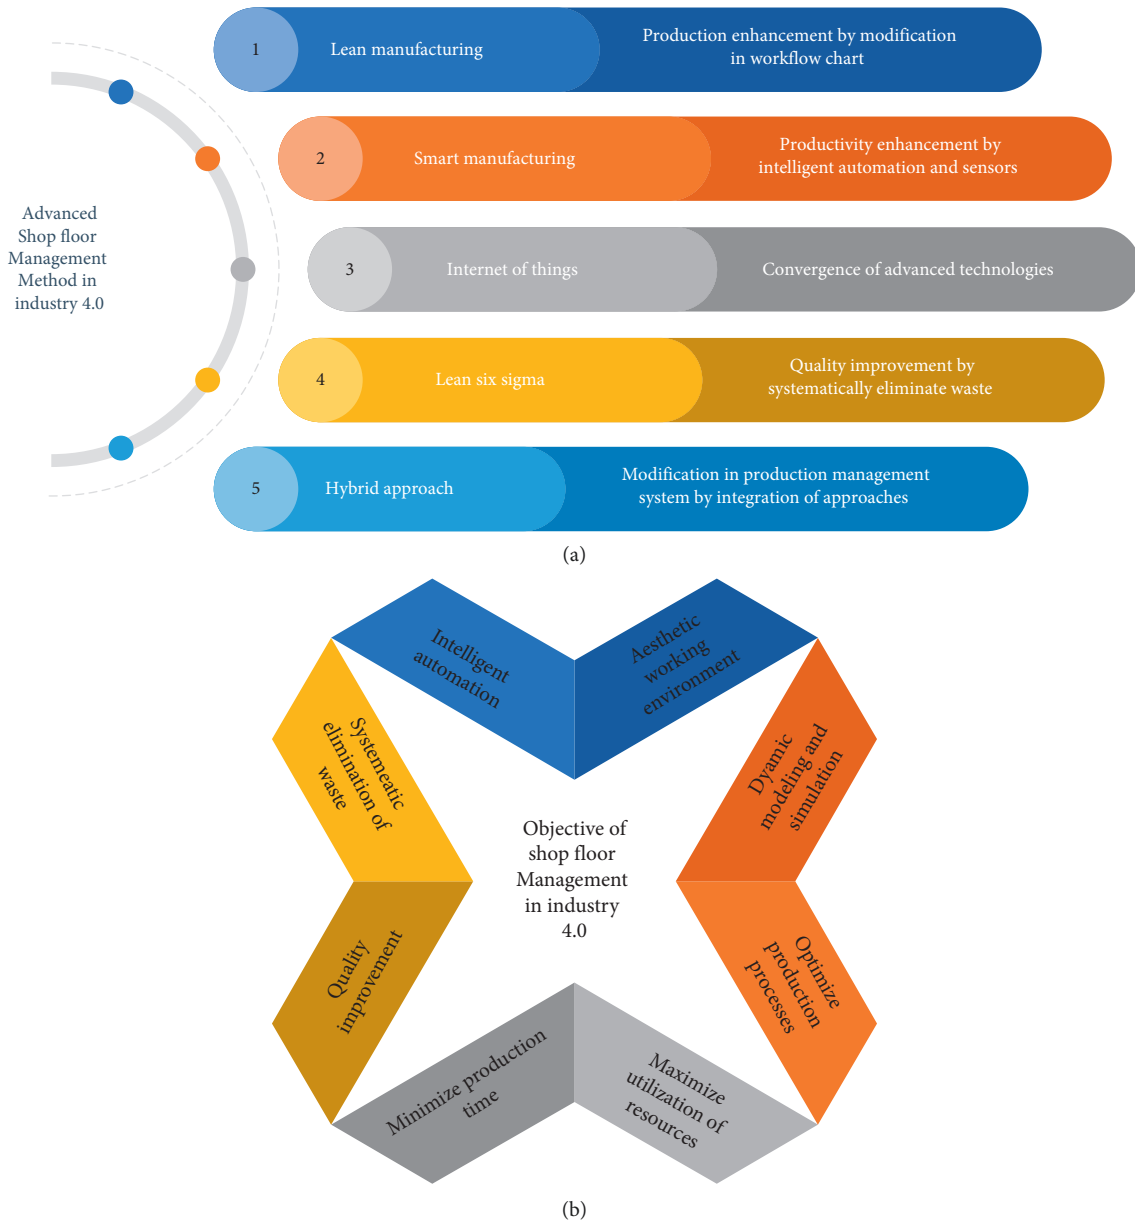 Advanced
Shop floor
Management
Method in
industry 4.0
1
Lean manufacturing
Production enhancement by modification
in workflow chart
2
Smart manufacturing
Productivity enhancement by
intelligent automation and sensors
3
Internet of things
Convergence of advanced technologies
4
Lean six sigma
Quality improvement by
systematically eliminate waste
5
Hybrid approach
Modification in production management
system by integration of approaches
(a)
Intelligent
automation
Aesthetic
working
environment
Systemeatic
elimination of
waste
Dyamic
modeling and
simulation
Objective of
shop floor
Management
in industry
4.0
Quality
improvement
Optimize
production
processes
Minimize production
time
Maximize
utilization of
resources
(b)